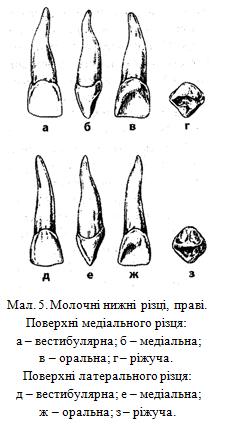 а б в г
д е ж з
Мал. 5. Молочні нижні різці, праві.
Поверхні медіального різця:
а – вестибулярна; б – медіальна;
в – оральна; г – ріжуча.
Поверхні латерального різця:
д – вестибулярна; е – медіальна;
ж – оральна; з – ріжуча.